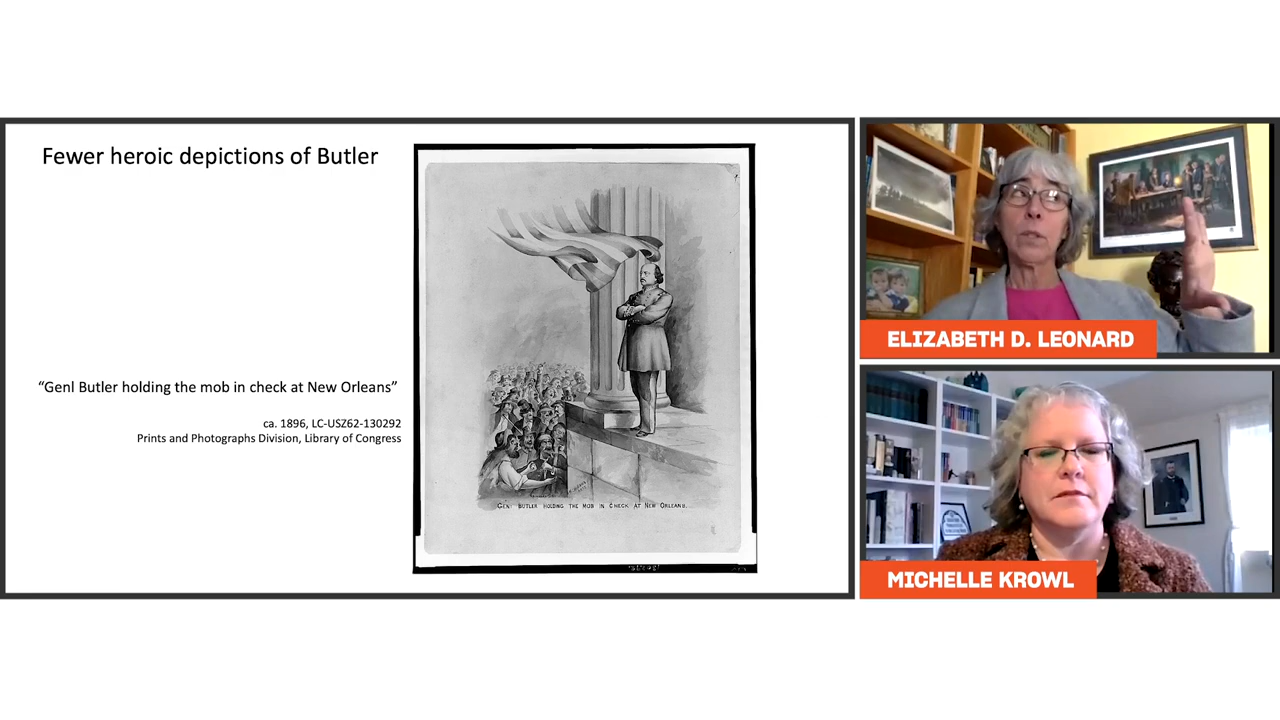 Fewer heroic depictions of Butler
“Genl Butler holding the mob in check at New Orleans”
ca. 1896, LC-USZ62-130292
Prints and Photographs Division, Library of Congress
GENL BUTLER HOLDING THE MOB IN CHECK AT NEW ORLEANS.
ELIZABETH D. LEONARD
MICHELLE KROWL